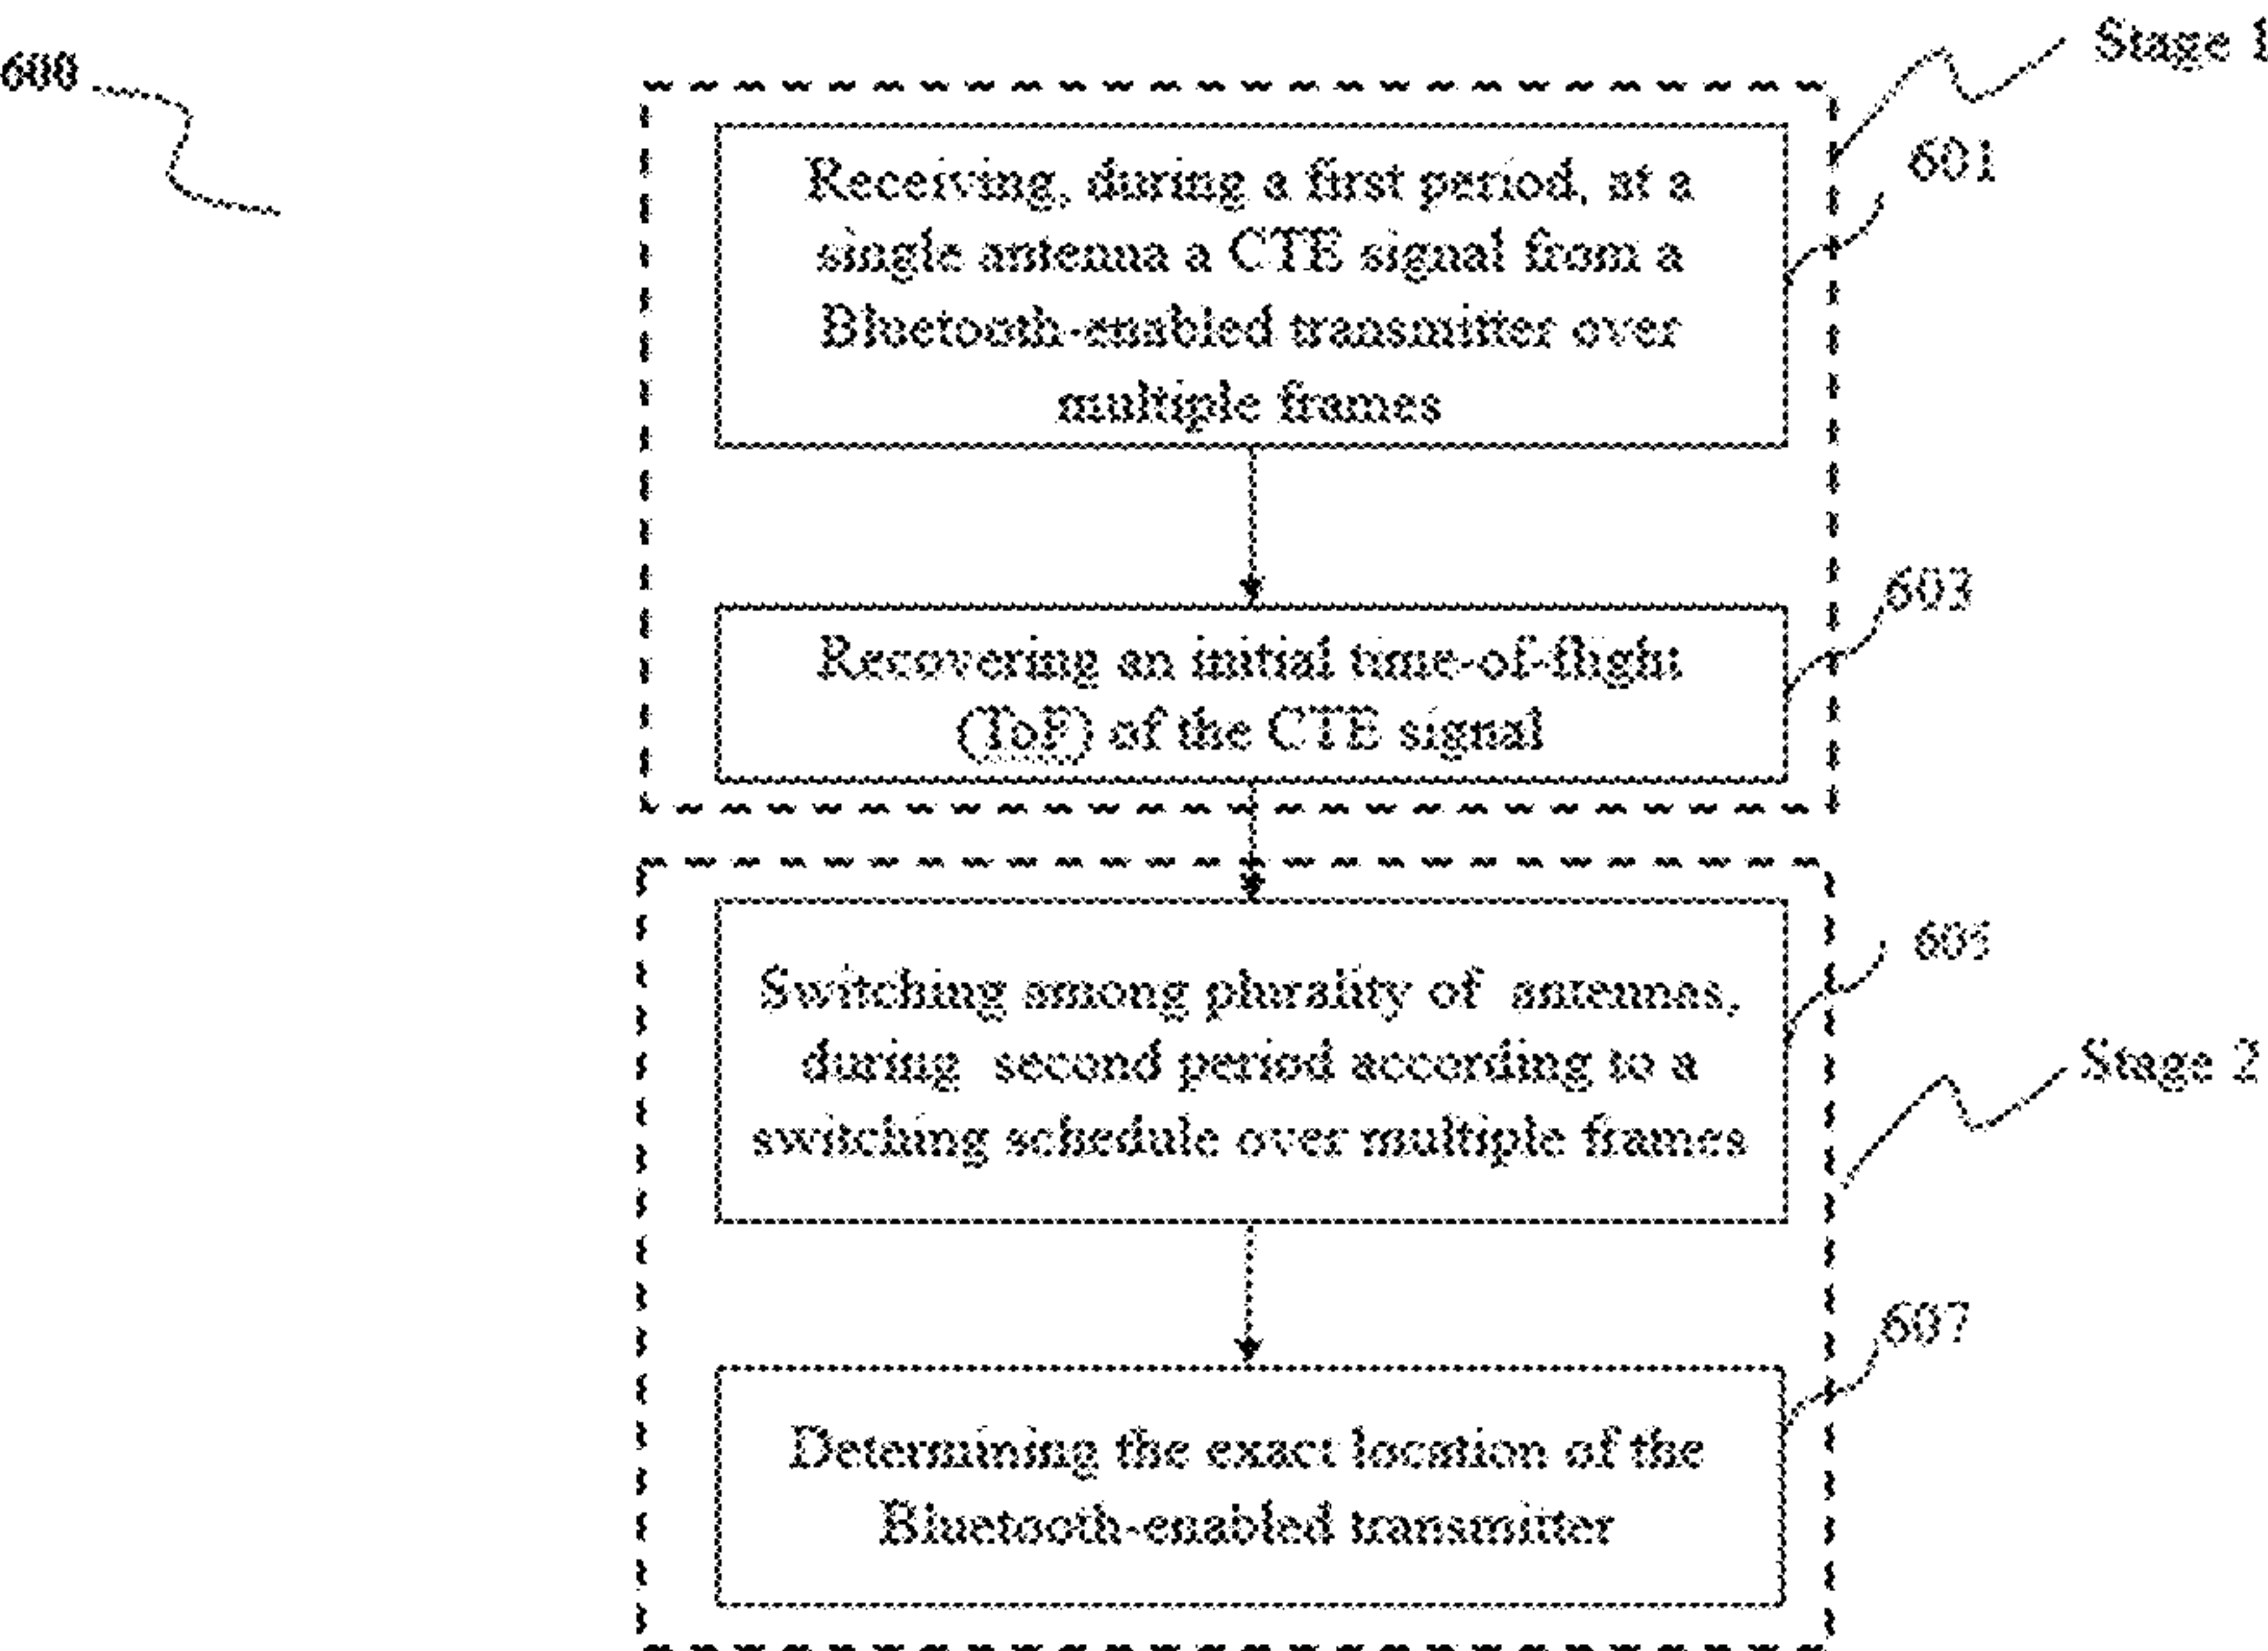 600
Stage 1
601
Receiving, during a first period, at a
single antenna a CTE signal from a
Bluetooth-enabled transmitter over
multiple frames
603
Recovering an initial time-of-flight
(ToF) of the CTE signal
605
Switching among plurality of antennas,
during second period according to a
switching schedule over multiple frames
Stage 2
607
Determining the exact location of the
Bluetooth-enabled transmitter